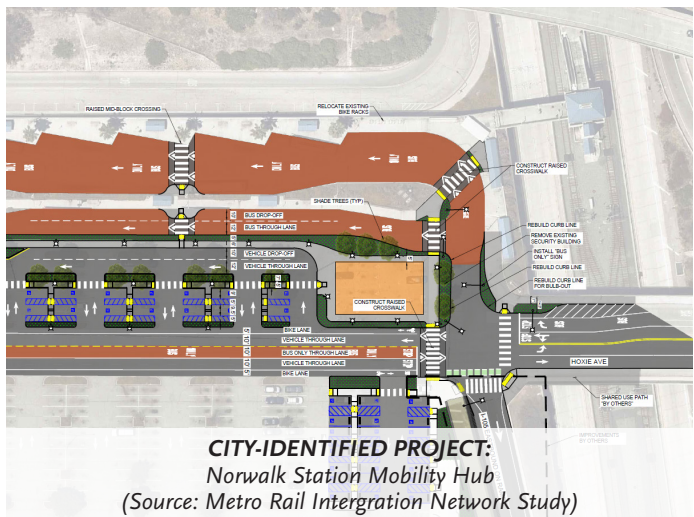 RAISED MID-BLOCK CROSSING
RELOCATE EXISTING
BIKE RACKS
CONSTRUCT RAISED
CROSSWALK
SHADE TREES (TYP)
BUS DROP-OFF
BUS THROUGH LANE
VEHICLE DROP-OFF
VEHICLE THROUGH LANE
REBUILD CURB LINE
REMOVE EXISTING
SECURITY BUILDING
INSTALL "BUS
ONLY" SIGN
REBUILD CURB LINE
REBUILD CURB LINE
FOR BULB-OUT
CONSTRUCT RAISED
CROSSWALK
BIKE LANE
VEHICLE THROUGH LANE
BUS ONLY THROUGH LANE
VEHICLE THROUGH LANE
BIKE LANE
HOXIE AVE
SHARED USE PATH
"BY OTHERS"
IMPROVEMENTS
BY OTHERS
CITY-IDENTIFIED PROJECT:
Norwalk Station Mobility Hub
(Source: Metro Rail Intergration Network Study)